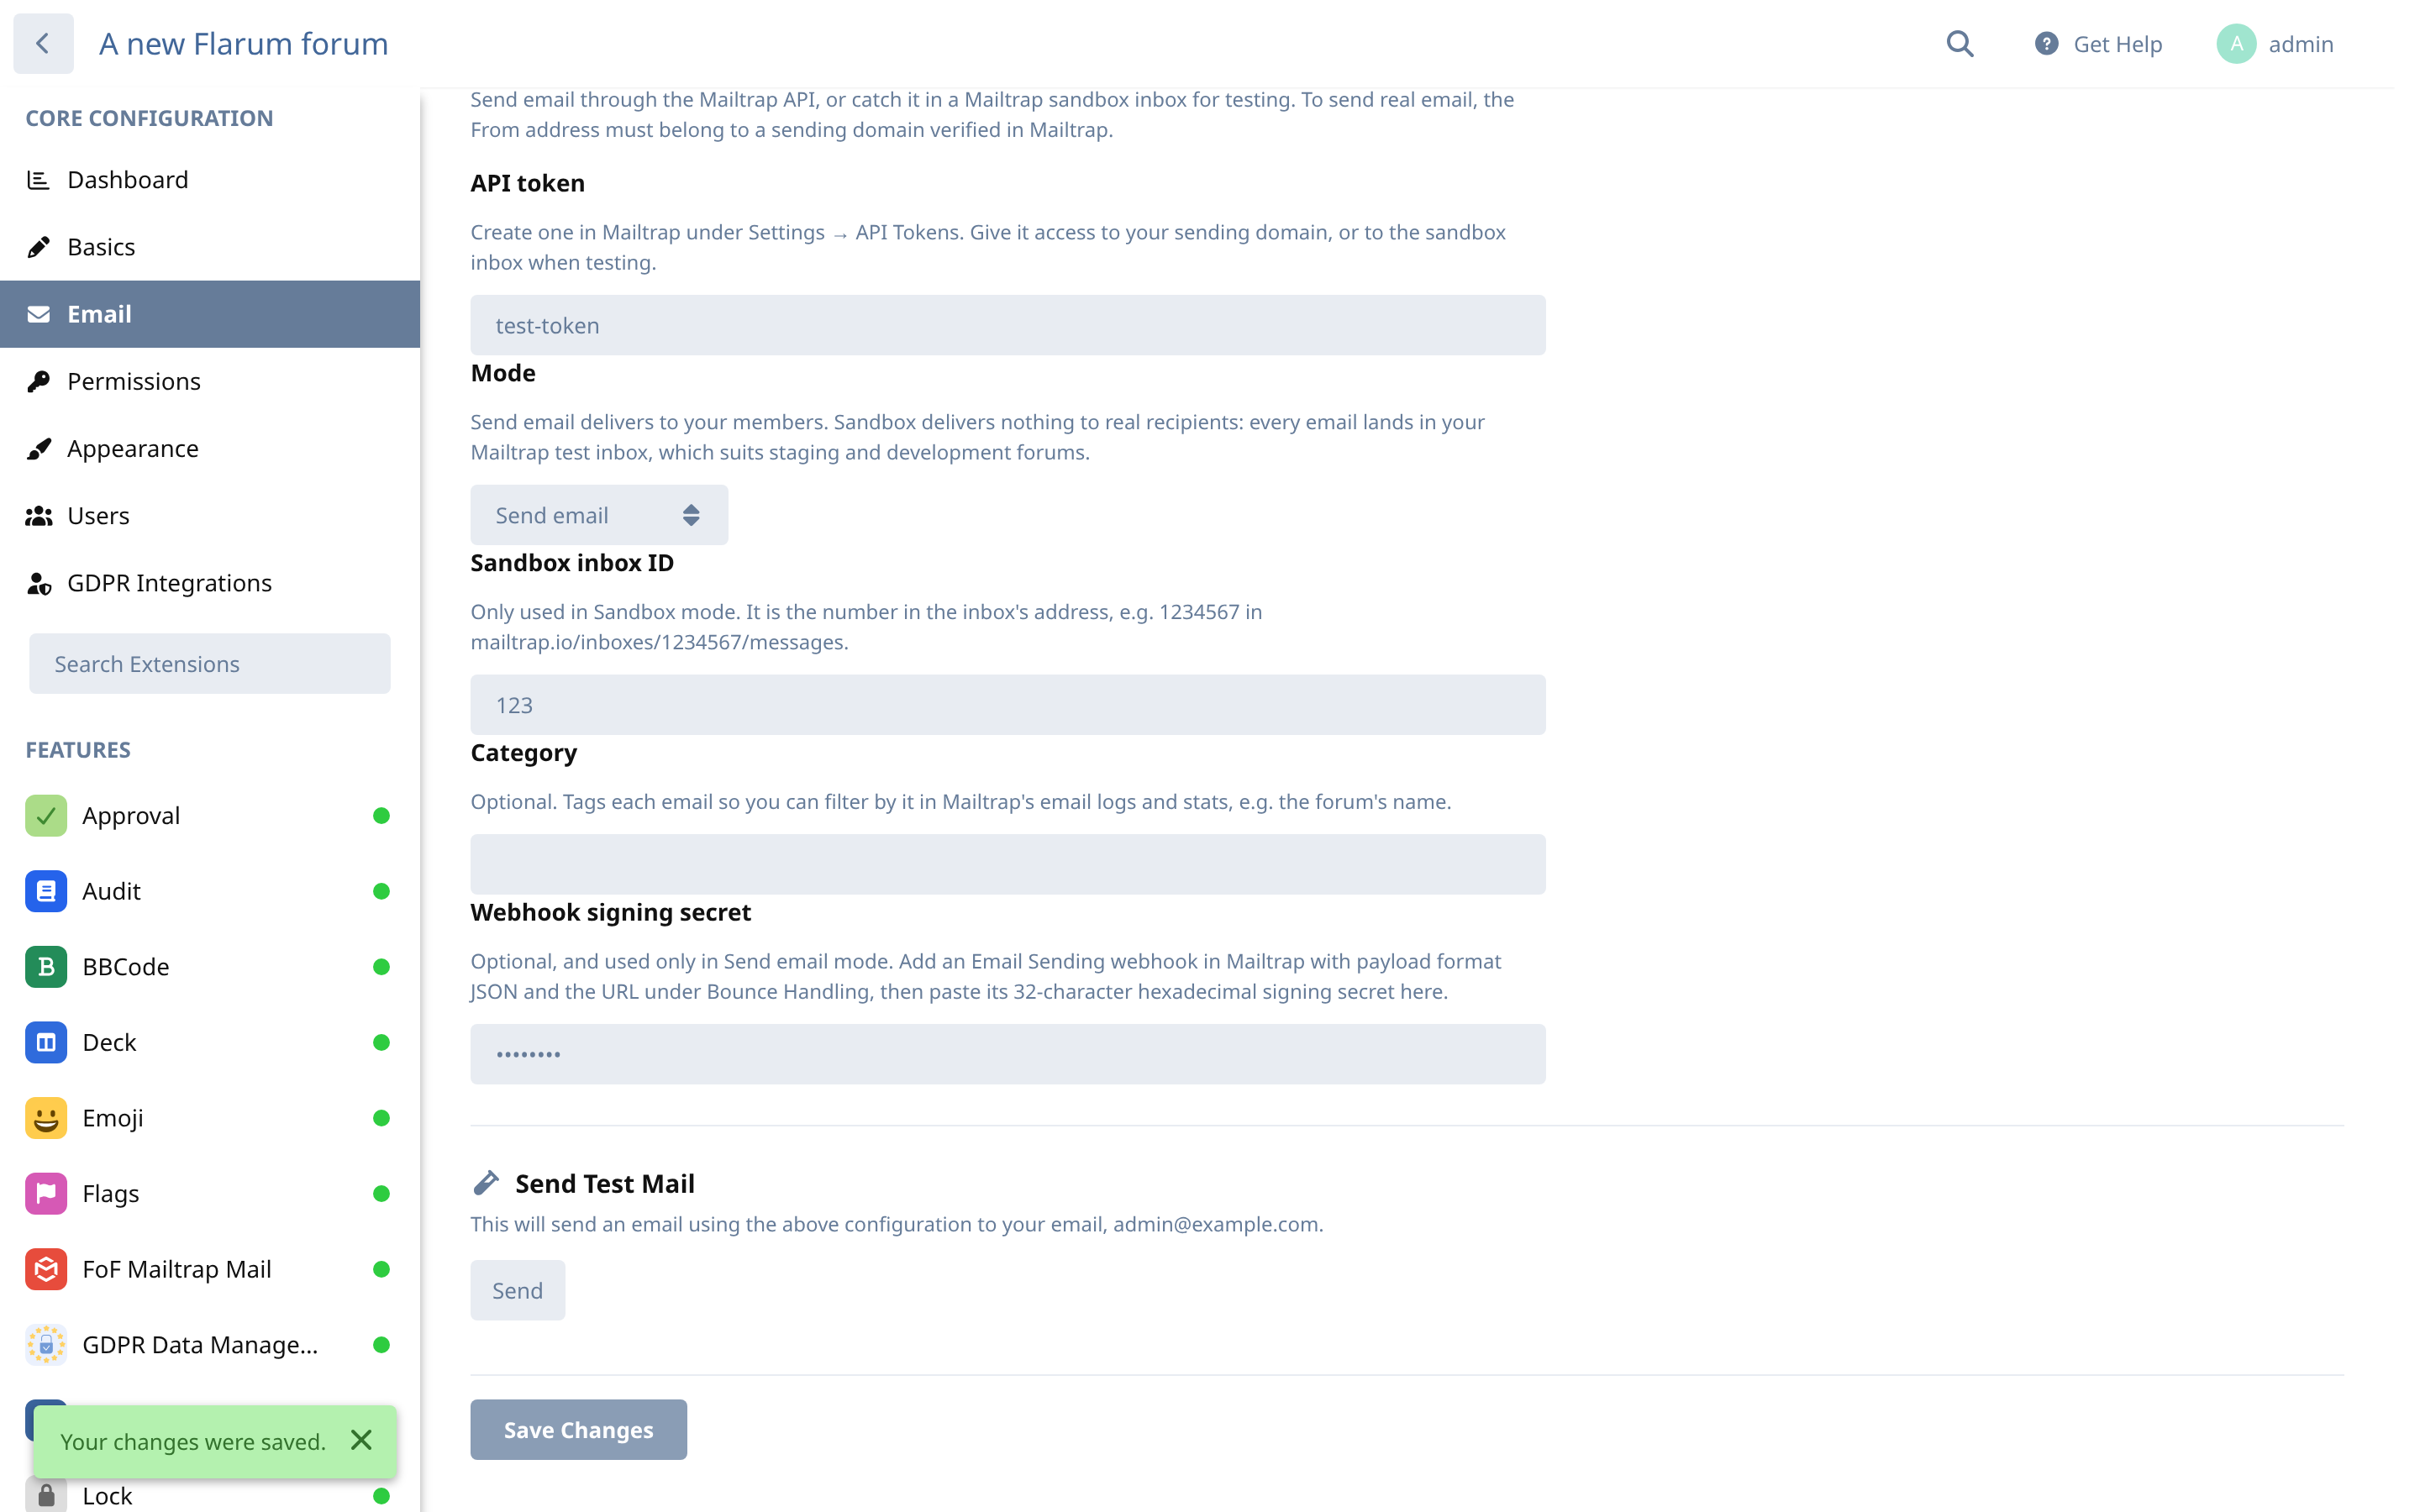 A new Flarum forum
Get Help
A
admin
CORE CONFIGURATION
Dashboard
Basics
Email
Permissions
Appearance
Users
GDPR Integrations
Search Extensions
FEATURES
Approval
Audit
BBCode
Deck
Emoji
Flags
FoF Mailtrap Mail
GDPR Data Manage...
Your changes were saved.
Lock
Send email through the Mailtrap API, or catch it in a Mailtrap sandbox inbox for testing. To send real email, the
From address must belong to a sending domain verified in Mailtrap.
API token
Create one in Mailtrap under Settings → API Tokens. Give it access to your sending domain, or to the sandbox
inbox when testing.
test-token
Mode
Send email delivers to your members. Sandbox delivers nothing to real recipients: every email lands in your
Mailtrap test inbox, which suits staging and development forums.
Send email
Sandbox inbox ID
Only used in Sandbox mode. It is the number in the inbox's address, e.g. 1234567 in
mailtrap.io/inboxes/1234567/messages.
123
Category
Optional. Tags each email so you can filter by it in Mailtrap's email logs and stats, e.g. the forum's name.
Webhook signing secret
Optional, and used only in Send email mode. Add an Email Sending webhook in Mailtrap with payload format
JSON and the URL under Bounce Handling, then paste its 32-character hexadecimal signing secret here.
••••••••
Send Test Mail
This will send an email using the above configuration to your email, admin@example.com.
Send
Save Changes